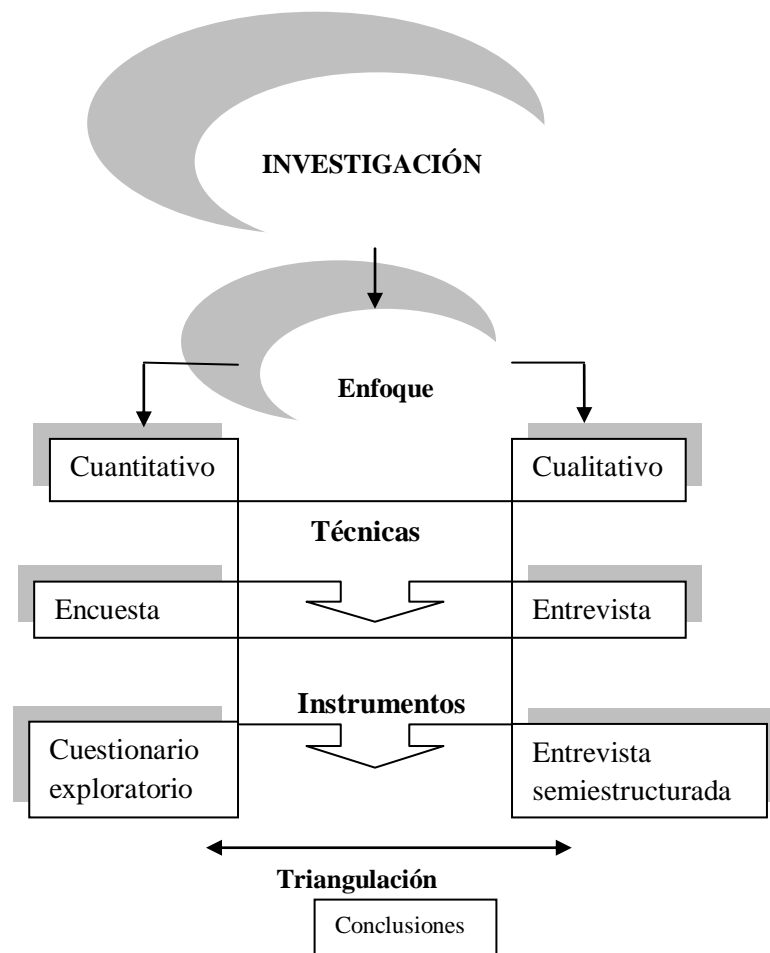 INVESTIGACIÓN
Enfoque
Cuantitativo
Cualitativo
Técnicas
Encuesta
Entrevista
Instrumentos
Cuestionario
exploratorio
Entrevista
semiestructurada
Triangulación
Conclusiones